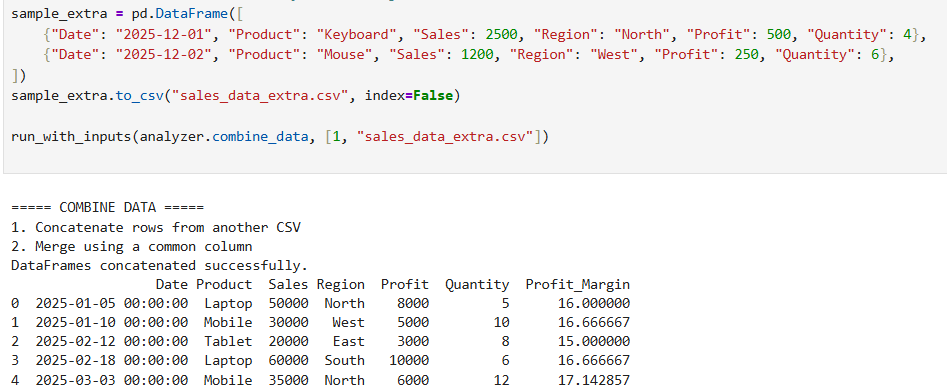 sample_extra = pd.DataFrame([
    {"Date": "2025-12-01", "Product": "Keyboard", "Sales": 2500, "Region": "North", "Profit": 500, "Quantity": 4},
    {"Date": "2025-12-02", "Product": "Mouse", "Sales": 1200, "Region": "West", "Profit": 250, "Quantity": 6},
])
sample_extra.to_csv("sales_data_extra.csv", index=False)

run_with_inputs(analyzer.combine_data, [1, "sales_data_extra.csv"])

===== COMBINE DATA =====
1. Concatenate rows from another CSV
2. Merge using a common column
DataFrames concatenated successfully.
                  Date Product  Sales Region  Profit  Quantity  Profit_Margin
0  2025-01-05 00:00:00  Laptop  50000  North    8000         5      16.000000
1  2025-01-10 00:00:00  Mobile  30000   West    5000        10      16.666667
2  2025-02-12 00:00:00  Tablet  20000   East    3000         8      15.000000
3  2025-02-18 00:00:00  Laptop  60000  South   10000         6      16.666667
4  2025-03-03 00:00:00  Mobile  35000  North    6000        12      17.142857